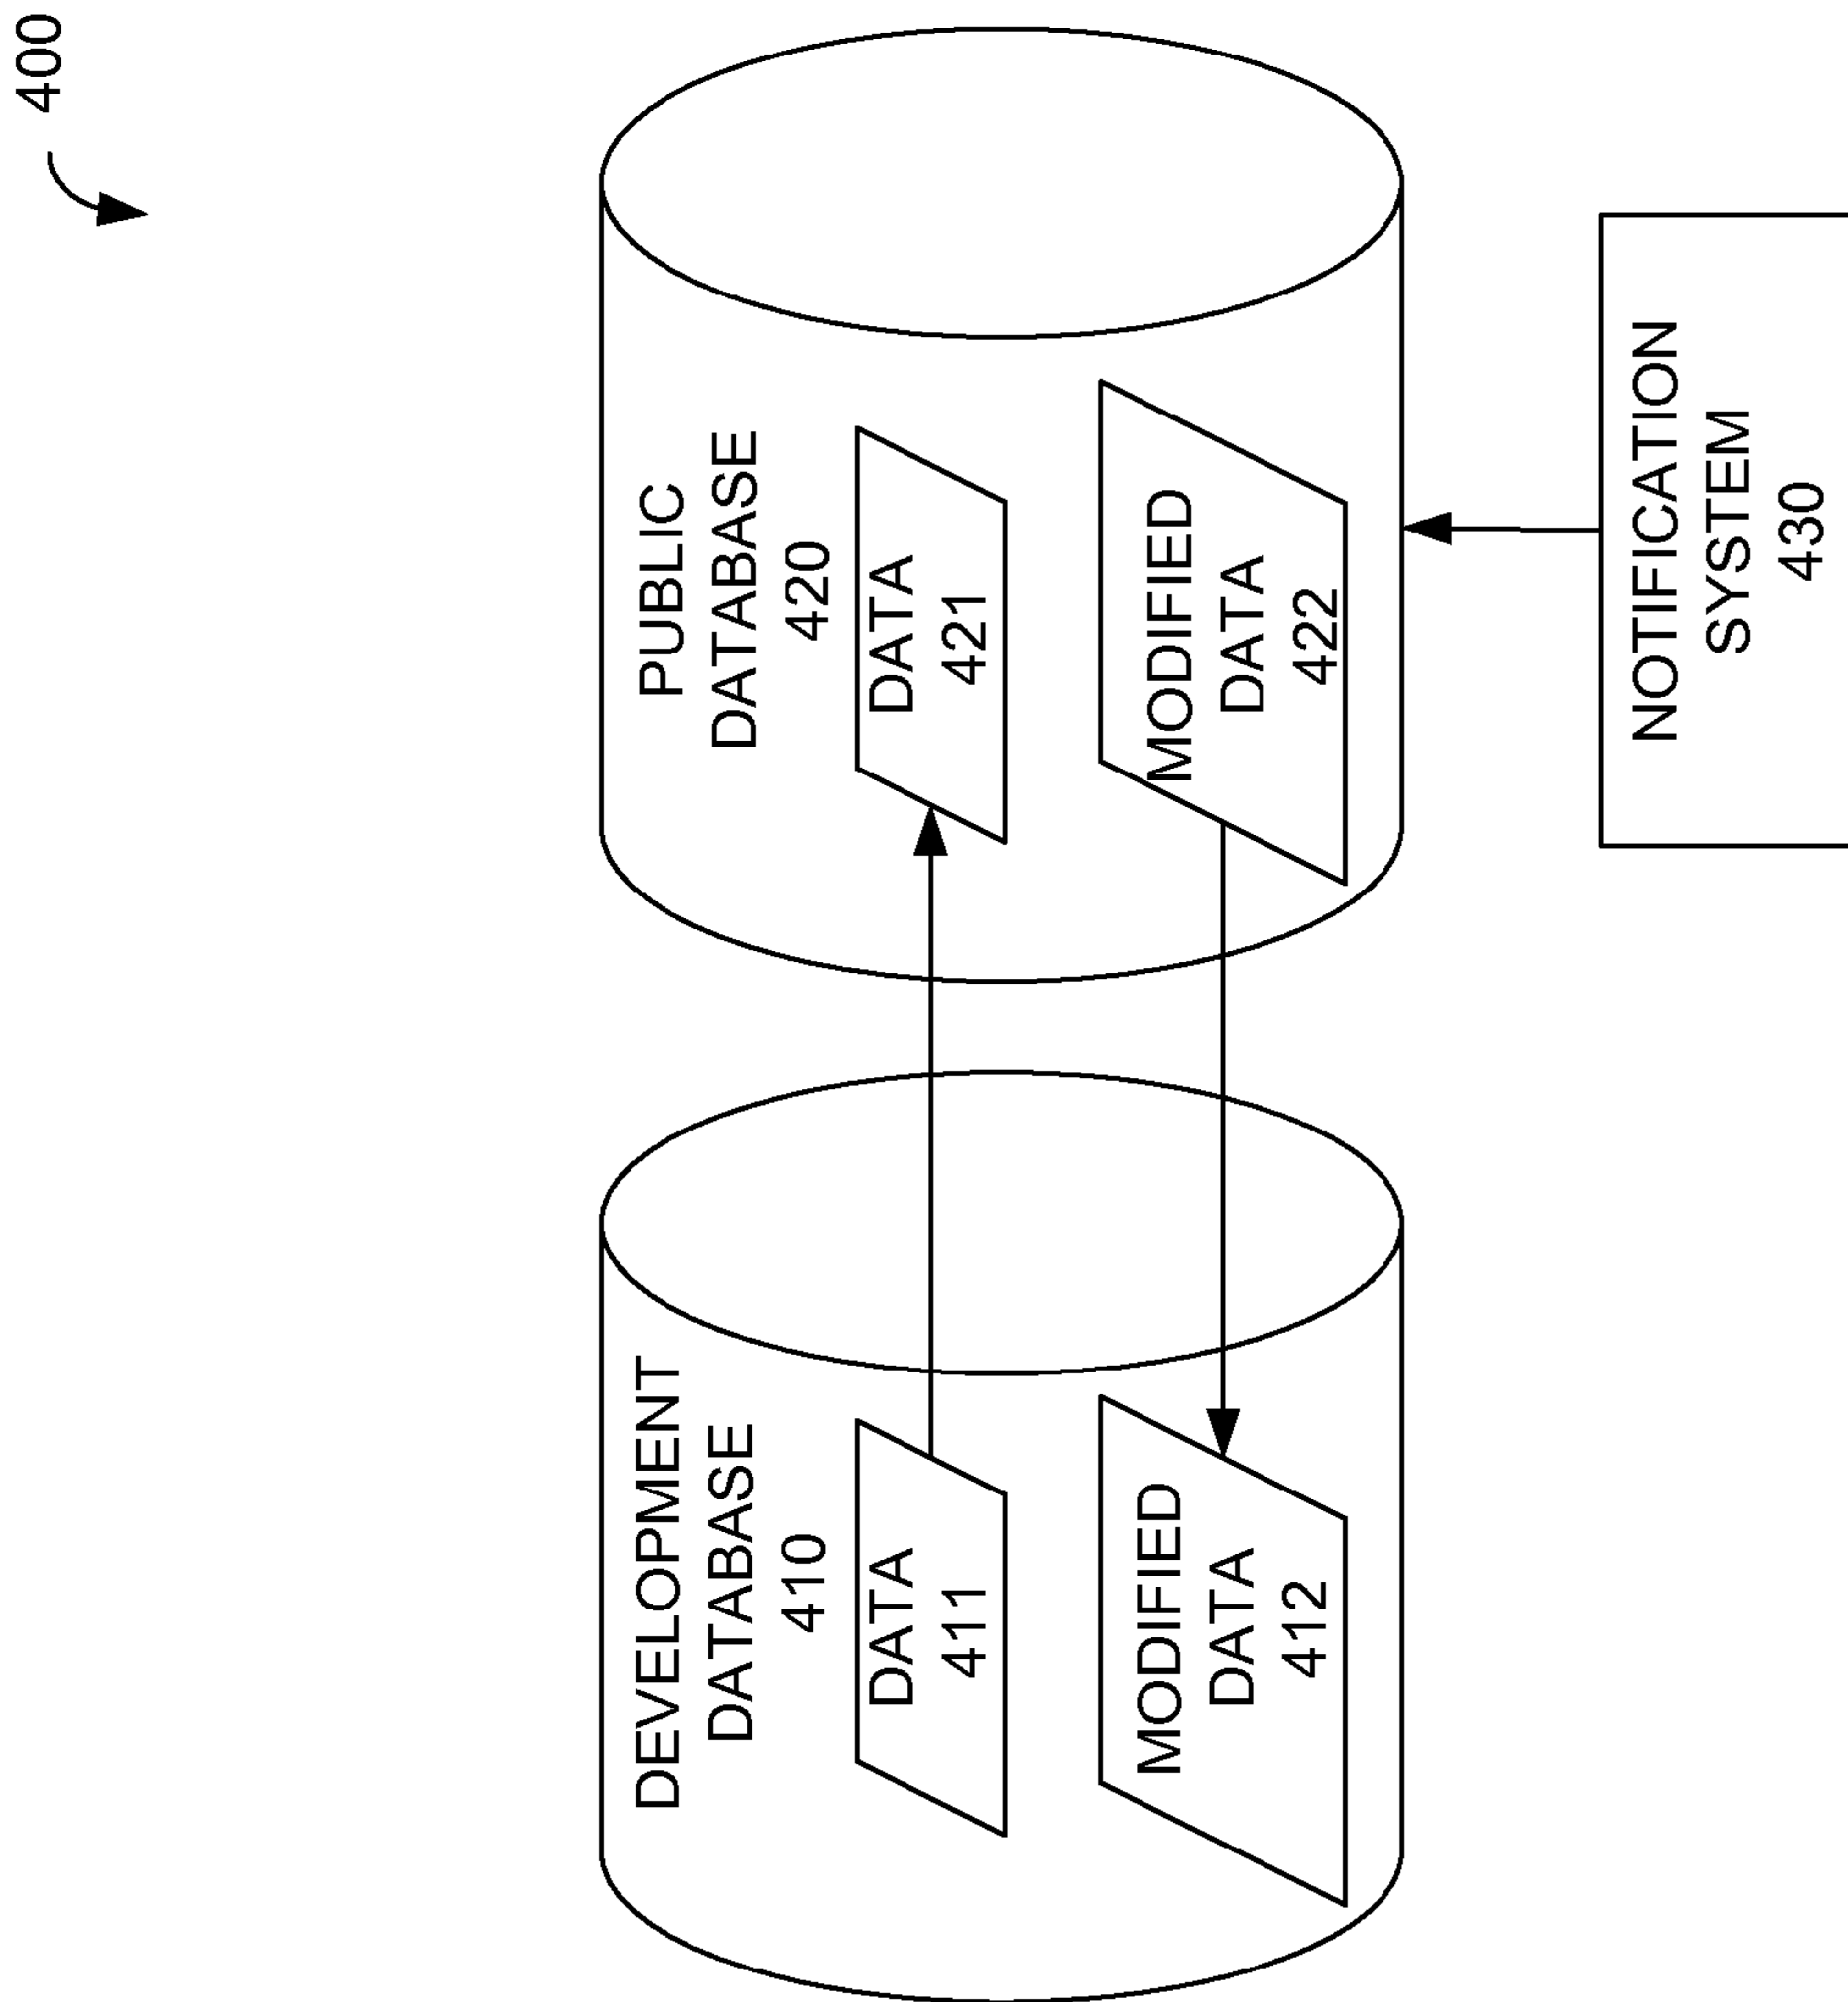 400
DEVELOPMENT
DATABASE
410
DATA
411
MODIFIED
DATA
412
PUBLIC
DATABASE
420
DATA
421
MODIFIED
DATA
422
NOTIFICATION
SYSTEM
430